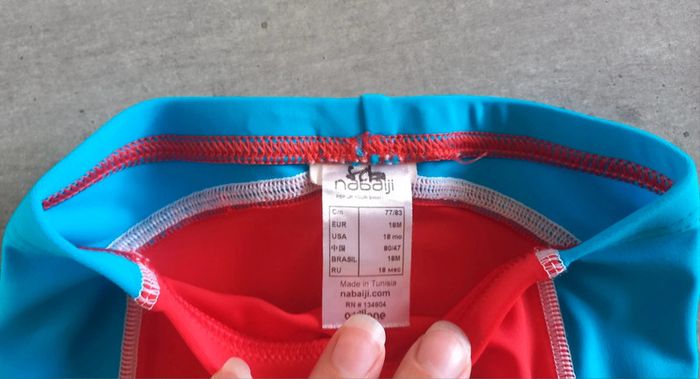 nabaiji
Cm 77/83
EUR 18M
USA 18 mo
中国 80/47
BRASIL 18M
RU 18 мес
Made in Tunisia
nabaiji.com
RN # 134604